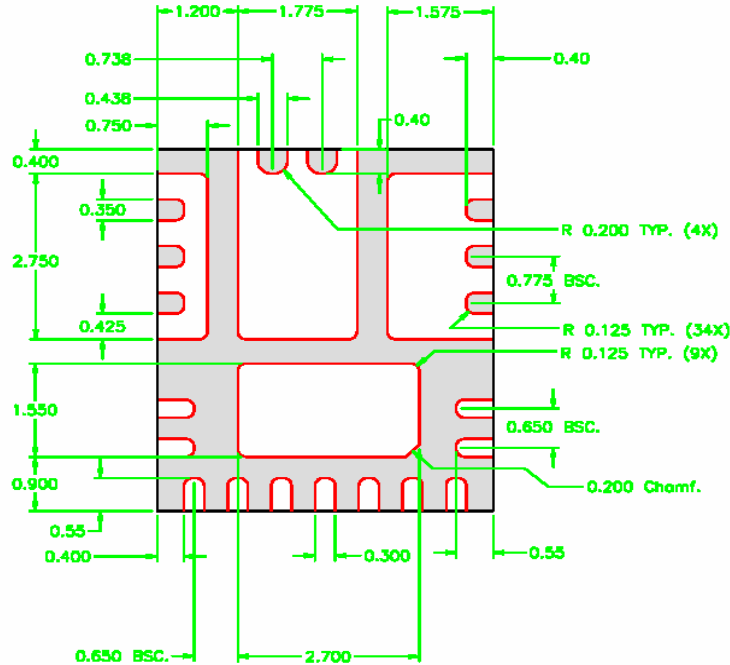 1.200 1.775 1.575
0.738 0.40
0.438
0.40
0.750
0.400
0.350
R 0.200 TYP. (4X)
2.750
0.775 BSC.
0.425
R 0.125 TYP. (34X)
R 0.125 TYP. (9X)
1.550
0.650 BSC.
0.900
0.200 Chamf.
0.55
0.400 0.300 0.55
0.650 BSC. 2.700